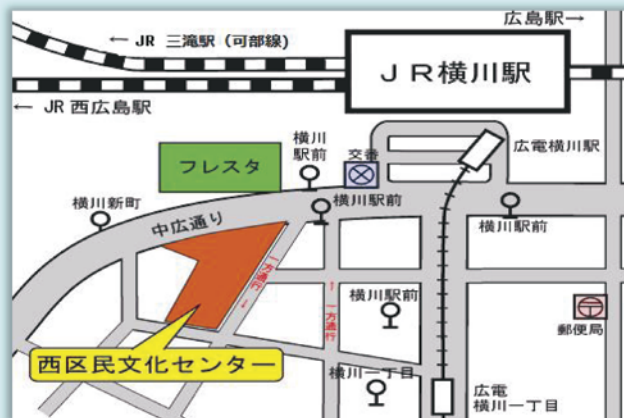 広島駅→
← JR 三滝駅（可部線）
JR横川駅
← JR 西広島駅
横川
駅前
交番
広電横川駅
フレスタ
横川新町
中広通り
横川駅前
横川駅前
一方通行→
←一方通行
横川駅前
郵便局
西区民文化センター
横川一丁目
広電
横川一丁目